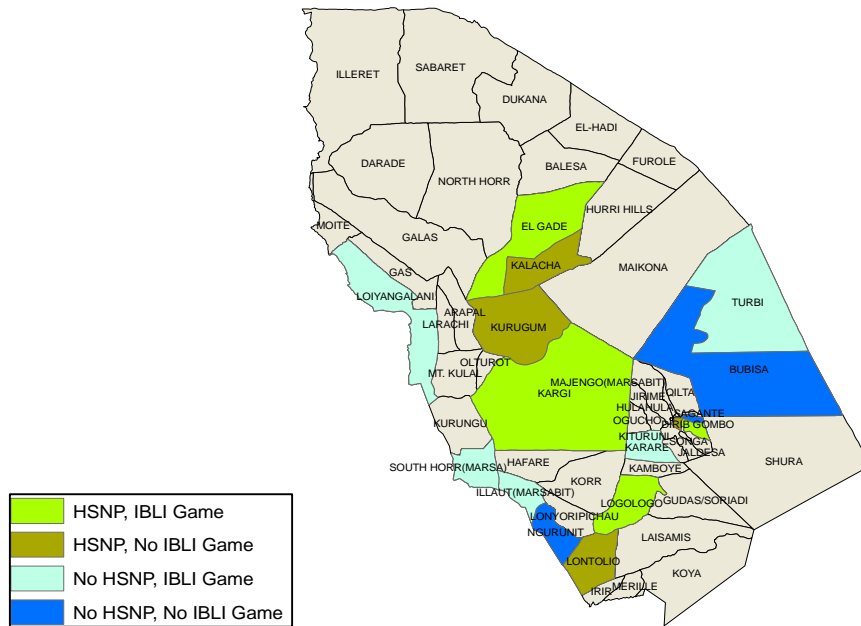 SABARET
ILLERET
DUKANA
EL-HADI
DARADE
BALESA
FUROLE
NORTH HORR
HURRI HILLS
MOITE
EL GADE
GALAS
KALACHA
MAIKONA
GAS
LOIYANGALANI
TURBI
ARAPAL
LARACHI
KURUGUM
OLTUROT
MT. KULAL
MAJENGO(MARSABIT)
KARGI
BUBISA
QILTA
JIRIME
HULAHULA
SAGANTE
KURUNGU
OGUCHO
DIRIB GOMBO
KITURUNI
SONGA
KARARE
JALDESA
SHURA
HAFARE
SOUTH HORR(MARSA)
KAMBOYE
KORR
ILLAUT(MARSABIT)
LOGOLOGO
GUDAS/SORIADI
LONYORIPICHAU
NGURUNIT
LAISAMIS
LONTOLIO
KOYA
MERILLE
IRIR
HSNP, IBLI Game
HSNP, No IBLI Game
No HSNP, IBLI Game
No HSNP, No IBLI Game